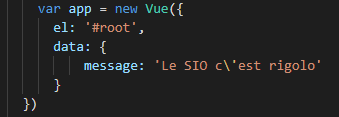 var app = new Vue({
el: '#root',
data: {
message: 'Le SIO c\'est rigolo'
}
})